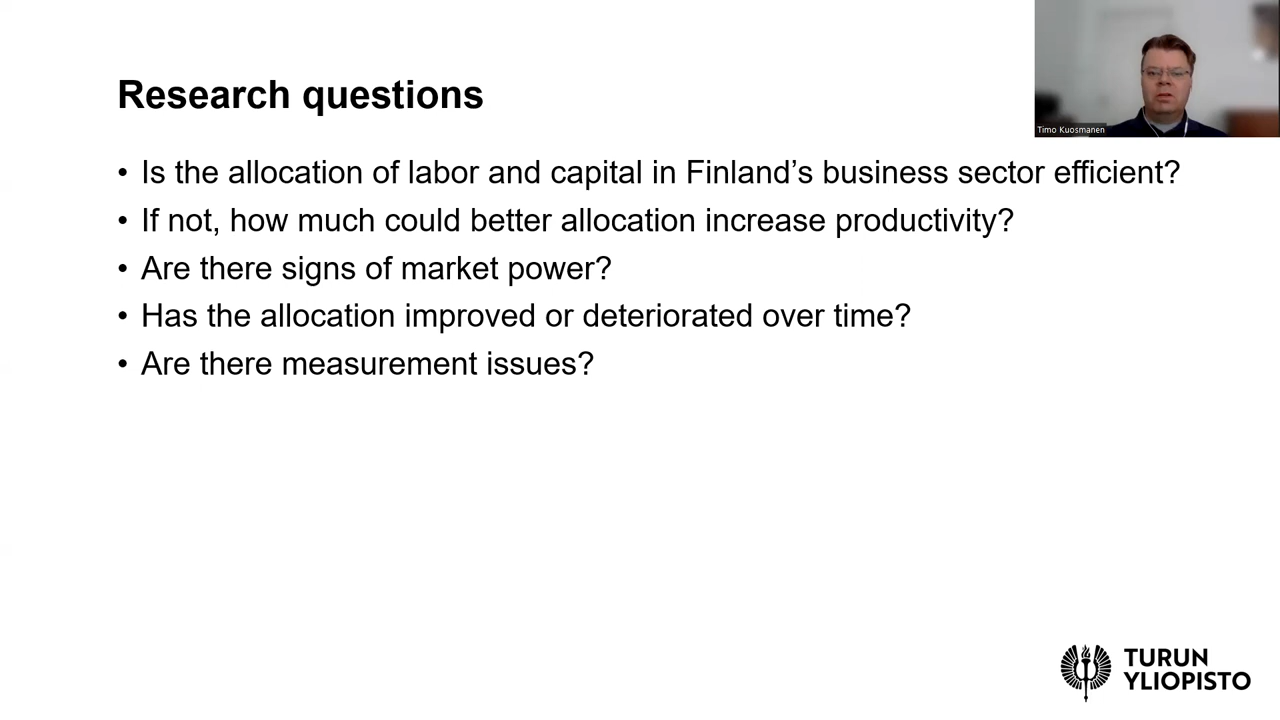 Research questions
Timo Kuosmanen
• Is the allocation of labor and capital in Finland’s business sector efficient?
• If not, how much could better allocation increase productivity?
• Are there signs of market power?
• Has the allocation improved or deteriorated over time?
• Are there measurement issues?
TURUN
YLIOPISTO